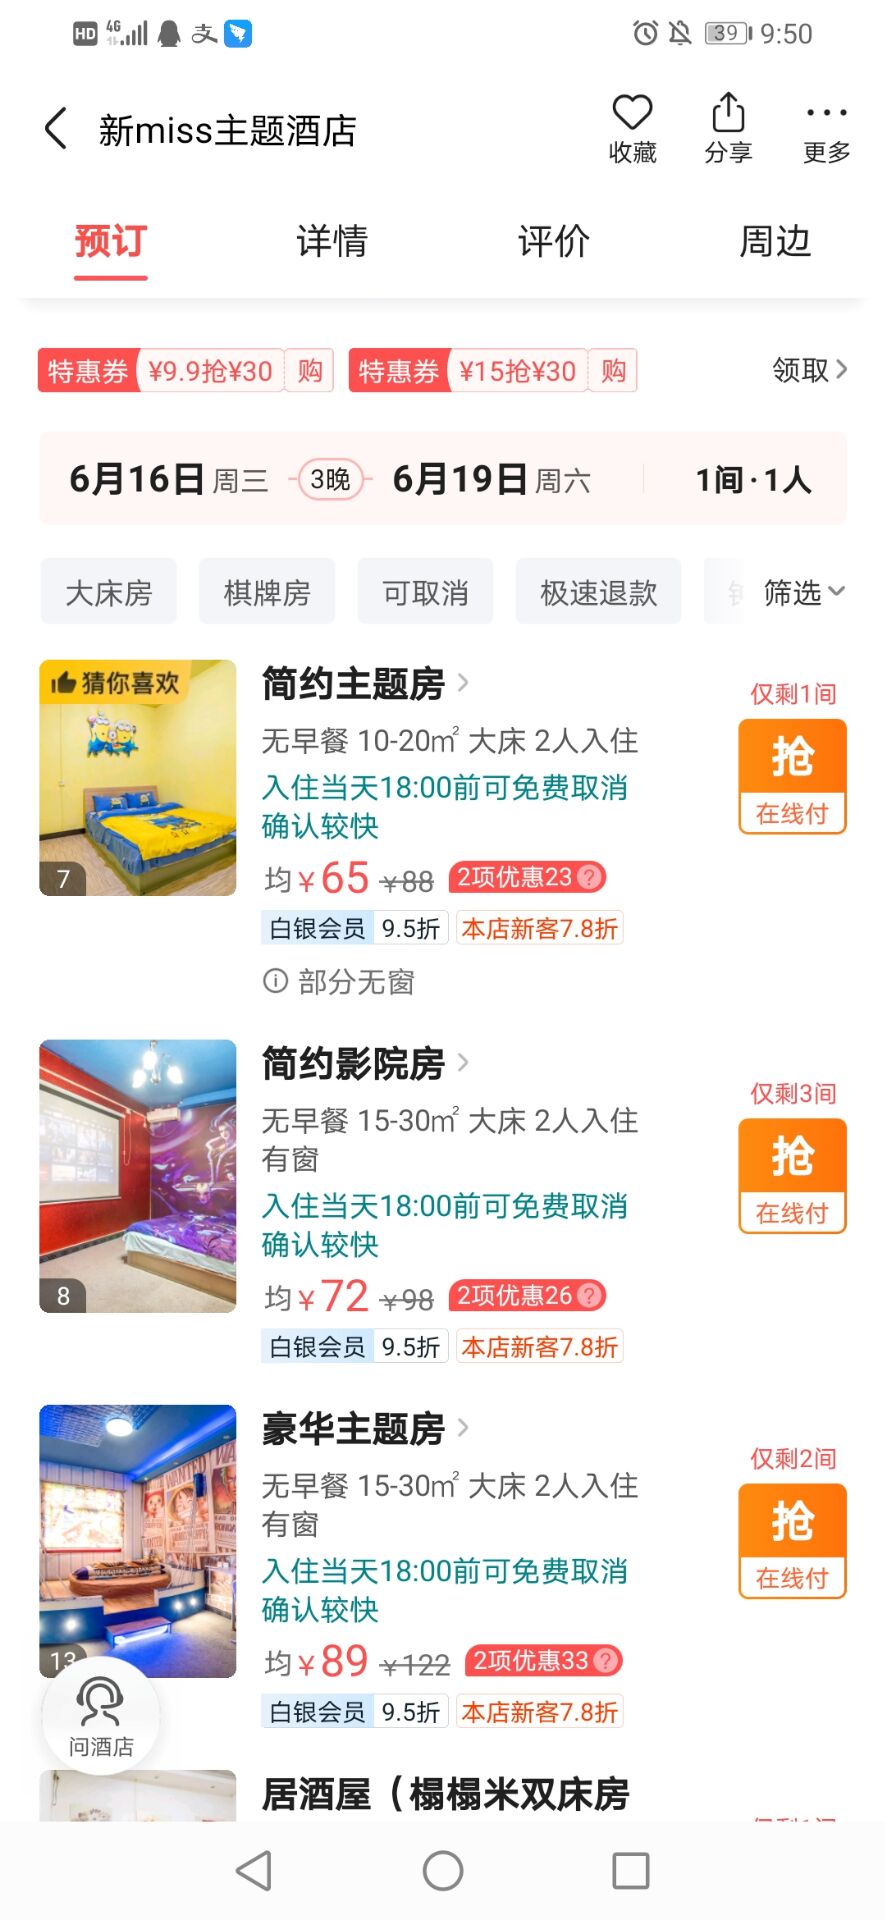 HD 4G 支 39 9:50
新miss主题酒店
收藏 分享 更多
预订 详情 评价 周边
特惠券 ¥9.9抢¥30 购 特惠券 ¥15抢¥30 购 领取
6月16日 周三 3晚 6月19日 周六 1间·1人
大床房 棋牌房 可取消 极速退款 筛选
猜你喜欢
7
简约主题房
无早餐 10-20㎡ 大床 2人入住
入住当天18:00前可免费取消
确认较快
均 ¥65 ¥88 2项优惠23 ?
白银会员 9.5折 本店新客7.8折
部分无窗
仅剩1间
抢
在线付
8
简约影院房
无早餐 15-30㎡ 大床 2人入住
有窗
入住当天18:00前可免费取消
确认较快
均 ¥72 ¥98 2项优惠26 ?
白银会员 9.5折 本店新客7.8折
仅剩3间
抢
在线付
13
豪华主题房
无早餐 15-30㎡ 大床 2人入住
有窗
入住当天18:00前可免费取消
确认较快
均 ¥89 ¥122 2项优惠33 ?
白银会员 9.5折 本店新客7.8折
仅剩2间
抢
在线付
问酒店
居酒屋（榻榻米双床房